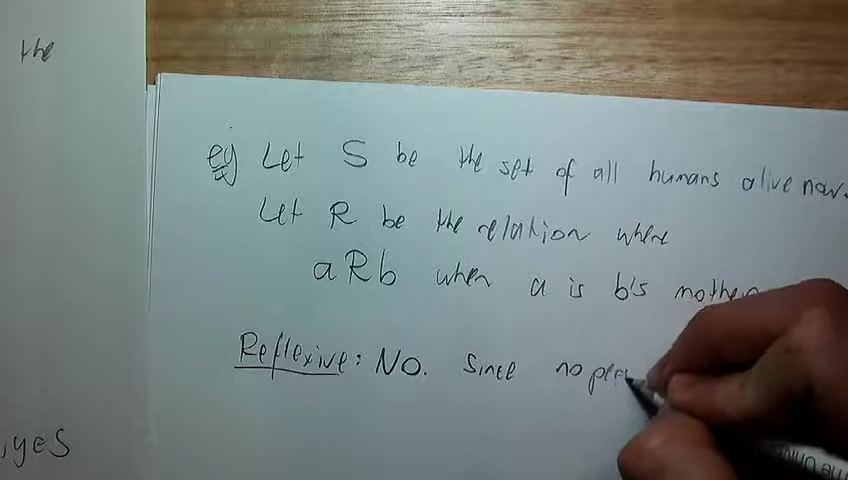 the
eg Let S be the set of all humans alive now.
Let R be the relation where
aRb when a is b's mother
Reflexive: No. Since no
, yes